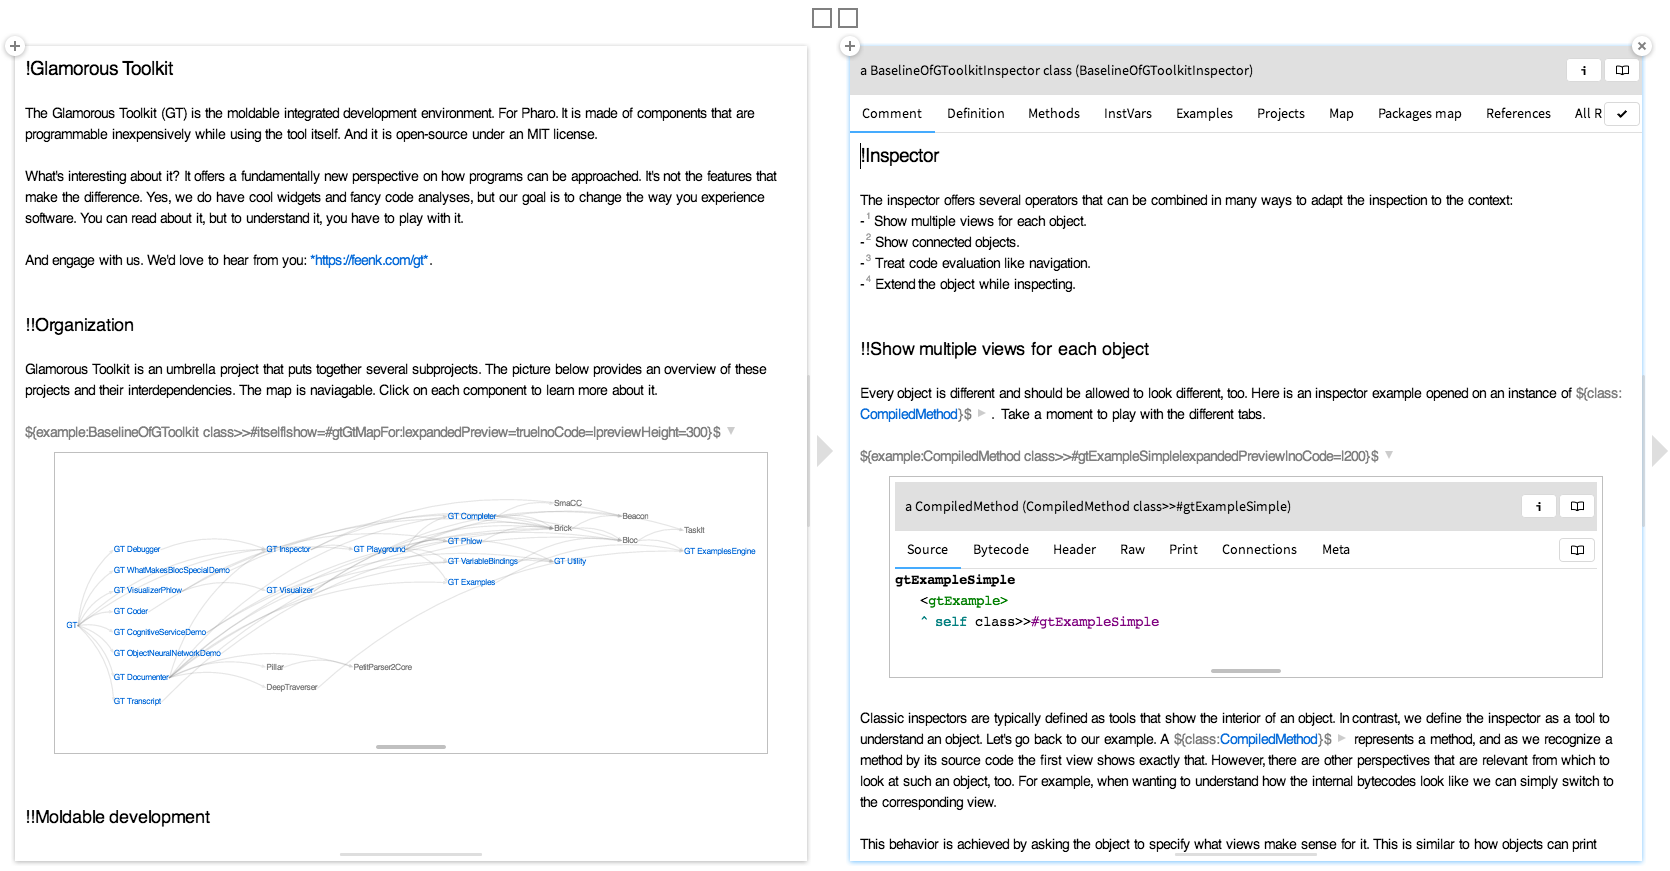 !Glamorous Toolkit
The Glamorous Toolkit (GT) is the moldable integrated development environment. For Pharo. It is made of components that are
programmable inexpensively while using the tool itself. And it is open-source under an MIT license.
What's interesting about it? It offers a fundamentally new perspective on how programs can be approached. It's not the features that
make the difference. Yes, we do have cool widgets and fancy code analyses, but our goal is to change the way you experience
software. You can read about it, but to understand it, you have to play with it.
And engage with us. We'd love to hear from you: *https://feenk.com/gt*.
!!Organization
Glamorous Toolkit is an umbrella project that puts together several subprojects. The picture below provides an overview of these
projects and their interdependencies. The map is naviagable. Click on each component to learn more about it.
${example:BaselineOfGToolkit class>>#itself|show=#gtGtMapFor:|expandedPreview=true|noCode=|previewHeight=300}$
GT
GT Debugger
GT WhatMakesBlocSpecialDemo
GT VisualizerPhlow
GT Coder
GT CognitiveServiceDemo
GT ObjectNeuralNetworkDemo
GT Documenter
GT Transcript
GT Inspector
GT Visualizer
Pillar
DeepTraverser
GT Playground
PetitParser2Core
GT Completer
GT Phlow
GT VariableBindings
GT Examples
SmaCC
Brick
GT Utility
Beacon
Bloc
TaskIt
GT ExamplesEngine
!!Moldable development
a BaselineOfGToolkitInspector class (BaselineOfGToolkitInspector)
i
Comment Definition Methods InstVars Examples Projects Map Packages map References All R
!!Inspector
The inspector offers several operators that can be combined in many ways to adapt the inspection to the context:
-1 Show multiple views for each object.
-2 Show connected objects.
-3 Treat code evaluation like navigation.
-4 Extend the object while inspecting.
!!Show multiple views for each object
Every object is different and should be allowed to look different, too. Here is an inspector example opened on an instance of ${class:
CompiledMethod}$ . Take a moment to play with the different tabs.
${example:CompiledMethod class>>#gtExampleSimple|expandedPreview|noCode=|200}$
a CompiledMethod (CompiledMethod class>>#gtExampleSimple)
i
Source Bytecode Header Raw Print Connections Meta
gtExampleSimple
<gtExample>
^ self class>>#gtExampleSimple
Classic inspectors are typically defined as tools that show the interior of an object. In contrast, we define the inspector as a tool to
understand an object. Let's go back to our example. A ${class:CompiledMethod}$ represents a method, and as we recognize a
method by its source code the first view shows exactly that. However, there are other perspectives that are relevant from which to
look at such an object, too. For example, when wanting to understand how the internal bytecodes look like we can simply switch to
the corresponding view.
This behavior is achieved by asking the object to specify what views make sense for it. This is similar to how objects can print